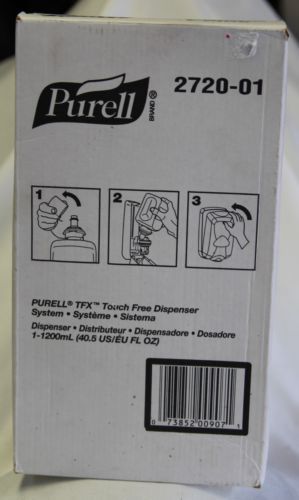 Purell BRAND ®
2720-01
1 2 3
PURELL® TFX™ Touch Free Dispenser
System • Système • Sistema
Dispenser • Distributeur • Dispensadore • Dosadore
1-1200mL (40.5 US/ÉU FL OZ)
0 73852 00907 1